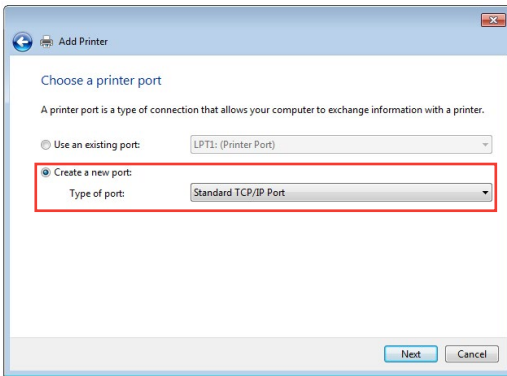 Add Printer
Choose a printer port
A printer port is a type of connection that allows your computer to exchange information with a printer.
Use an existing port: LPT1: (Printer Port)
Create a new port:
Type of port: Standard TCP/IP Port
Next Cancel